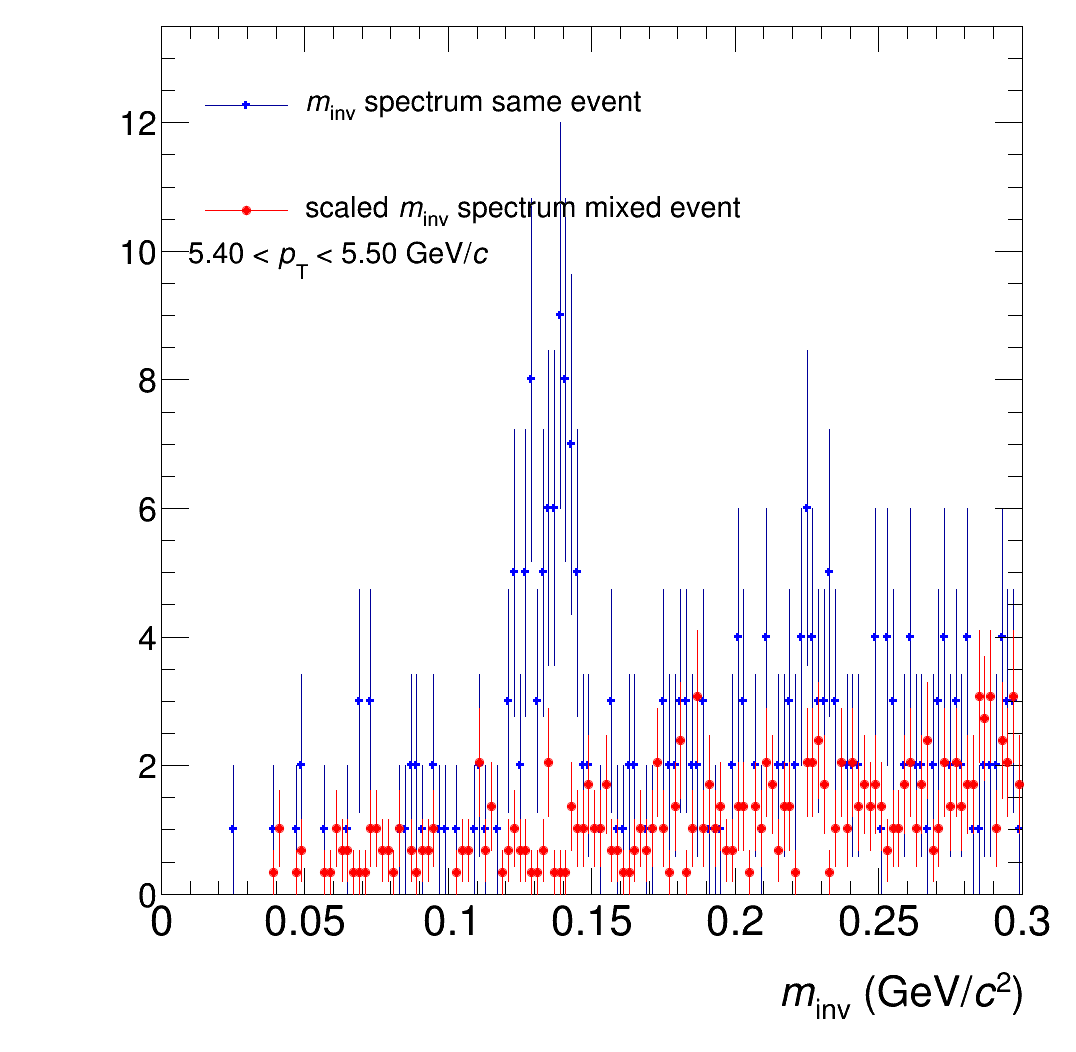 m_inv spectrum same event
12
scaled m_inv spectrum mixed event
10
5.40 < p_T < 5.50 GeV/c
8
6
4
2
0
0 0.05 0.1 0.15 0.2 0.25 0.3
m_inv (GeV/c²)